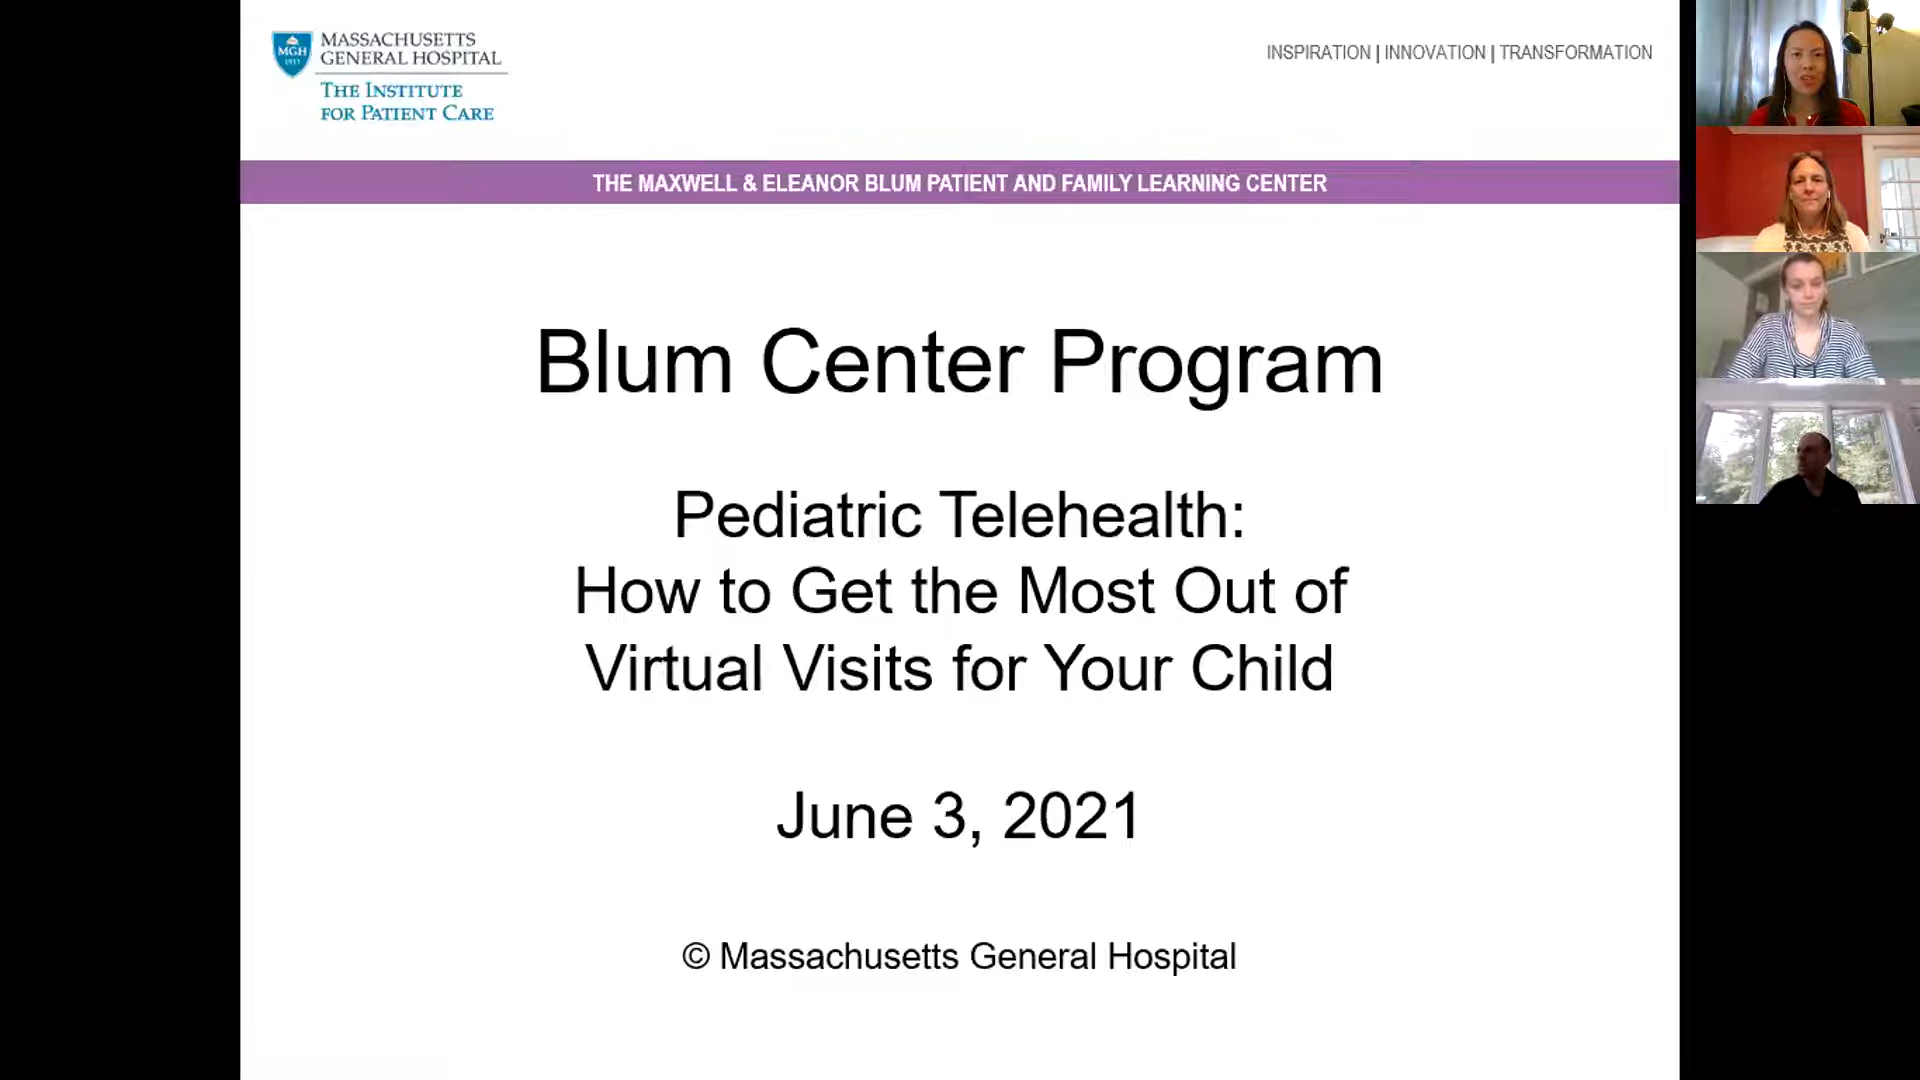 MGH
1811
MASSACHUSETTS
GENERAL HOSPITAL
THE INSTITUTE
FOR PATIENT CARE
INSPIRATION | INNOVATION | TRANSFORMATION
THE MAXWELL & ELEANOR BLUM PATIENT AND FAMILY LEARNING CENTER
Blum Center Program
Pediatric Telehealth:
How to Get the Most Out of
Virtual Visits for Your Child
June 3, 2021
© Massachusetts General Hospital